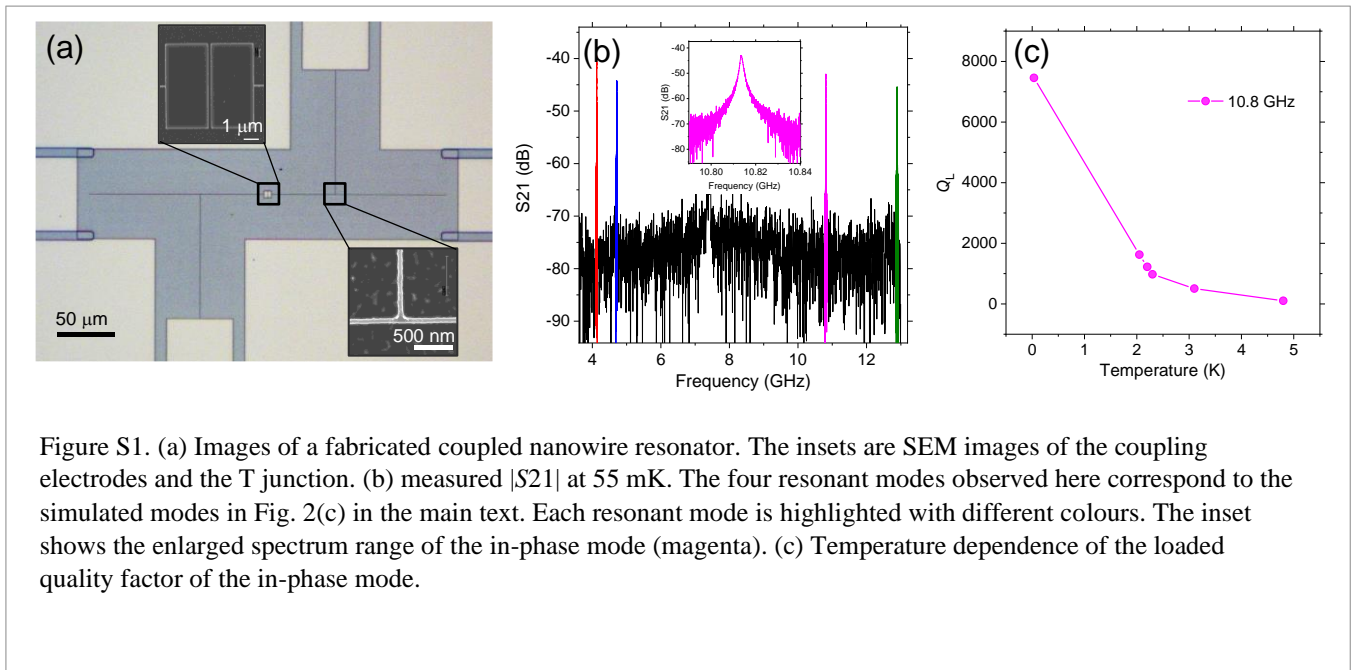 (a)
1 μm
50 μm
500 nm
(b)
-40
-50
-60
-70
-80
-90
S21 (dB)
4
6
8
10
12
Frequency (GHz)
-40
-50
-60
-70
-80
S21 (dB)
10.80
10.82
10.84
Frequency (GHz)
(c)
8000
6000
4000
2000
0
QL
10.8 GHz
0
1
2
3
4
5
Temperature (K)
Figure S1. (a) Images of a fabricated coupled nanowire resonator. The insets are SEM images of the coupling
electrodes and the T junction. (b) measured |S21| at 55 mK. The four resonant modes observed here correspond to the
simulated modes in Fig. 2(c) in the main text. Each resonant mode is highlighted with different colours. The inset
shows the enlarged spectrum range of the in-phase mode (magenta). (c) Temperature dependence of the loaded
quality factor of the in-phase mode.